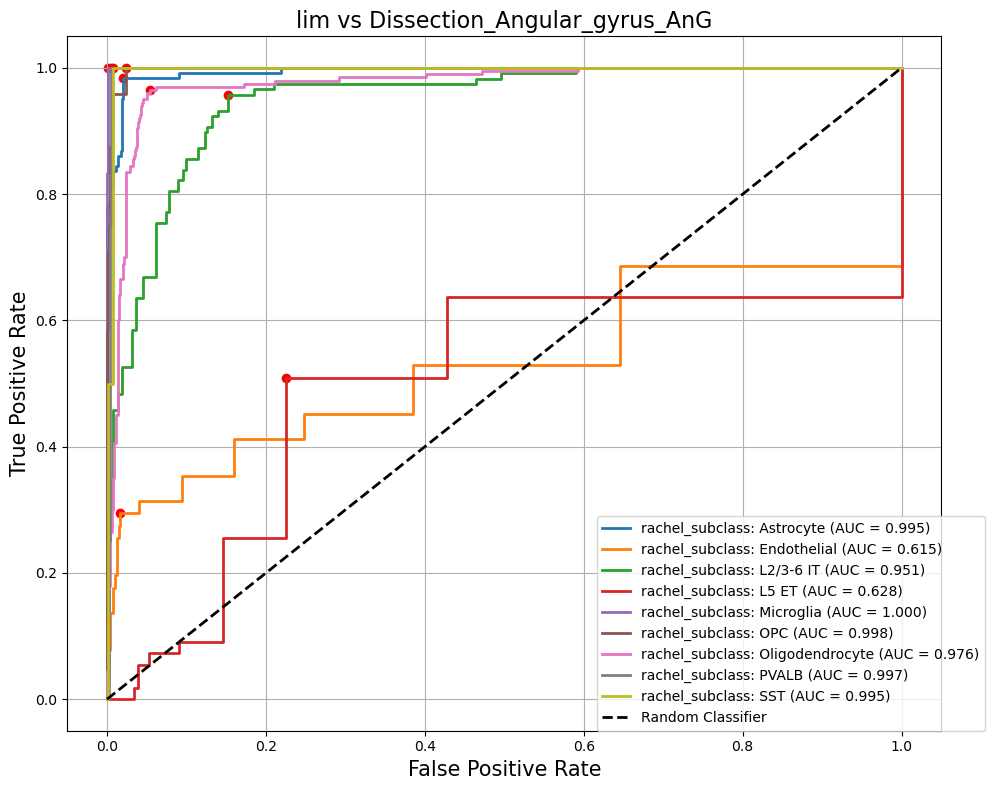 lim vs Dissection_Angular_gyrus_AnG
True Positive Rate
1.0
0.8
0.6
0.4
0.2
0.0
0.0
0.2
0.4
0.6
0.8
1.0
False Positive Rate
rachel_subclass: Astrocyte (AUC = 0.995)
rachel_subclass: Endothelial (AUC = 0.615)
rachel_subclass: L2/3-6 IT (AUC = 0.951)
rachel_subclass: L5 ET (AUC = 0.628)
rachel_subclass: Microglia (AUC = 1.000)
rachel_subclass: OPC (AUC = 0.998)
rachel_subclass: Oligodendrocyte (AUC = 0.976)
rachel_subclass: PVALB (AUC = 0.997)
rachel_subclass: SST (AUC = 0.995)
Random Classifier